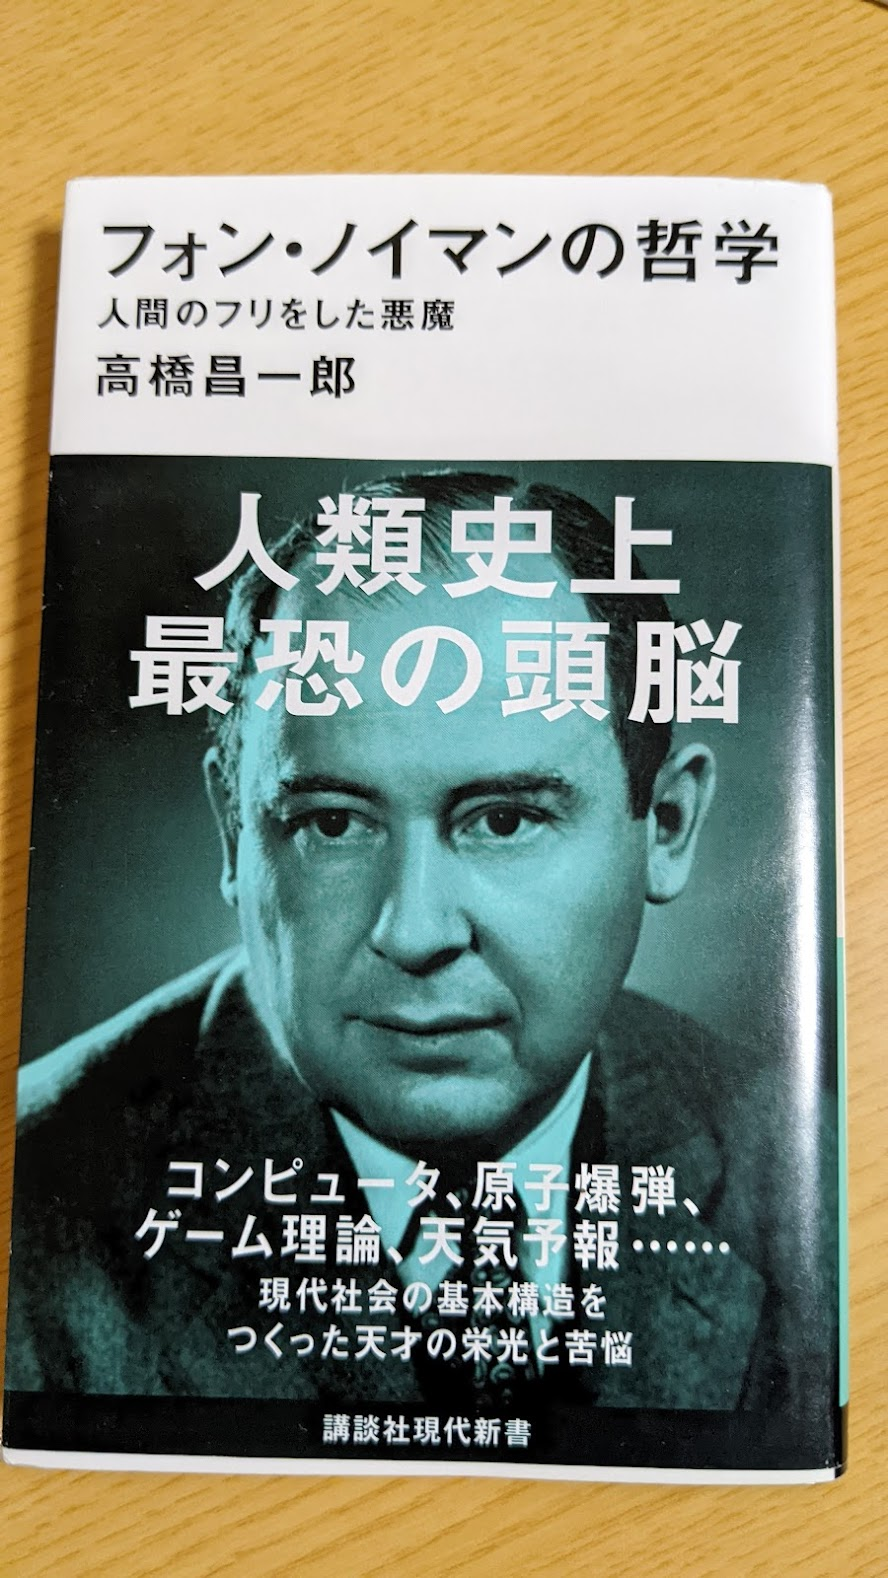 フォン・ノイマンの哲学
人間のフリをした悪魔
高橋昌一郎
人類史上
最恐の頭脳
コンピュータ、原子爆弾、
ゲーム理論、天気予報……
現代社会の基本構造を
つくった天才の栄光と苦悩
講談社現代新書